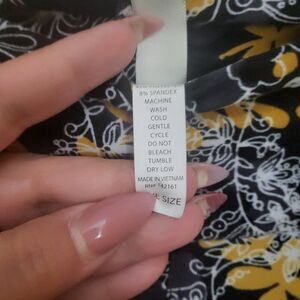 8% SPANDEX
MACHINE
WASH
COLD
GENTLE
CYCLE
DO NOT
BLEACH
TUMBLE
DRY LOW
MADE IN VIETNAM
SIZE